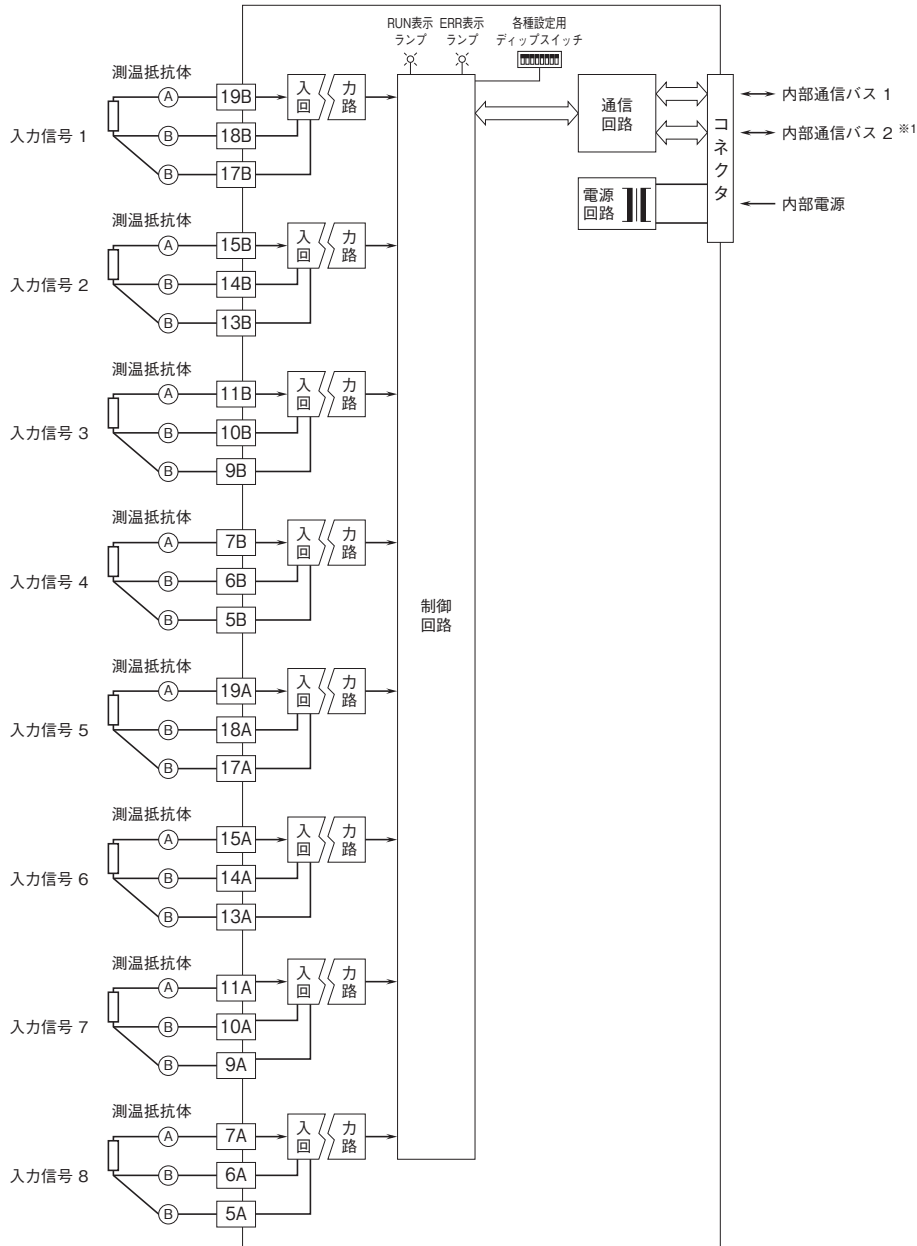 RUN表示
ランプ
ERR表示
ランプ
各種設定用
ディップスイッチ
通信
回路
コネクタ
内部通信バス 1
内部通信バス 2 ※1
電源
回路
内部電源
制御
回路
測温抵抗体
入力信号 1
A 19B
B 18B
B 17B
入 力
回 路
測温抵抗体
入力信号 2
A 15B
B 14B
B 13B
入 力
回 路
測温抵抗体
入力信号 3
A 11B
B 10B
B 9B
入 力
回 路
測温抵抗体
入力信号 4
A 7B
B 6B
B 5B
入 力
回 路
測温抵抗体
入力信号 5
A 19A
B 18A
B 17A
入 力
回 路
測温抵抗体
入力信号 6
A 15A
B 14A
B 13A
入 力
回 路
測温抵抗体
入力信号 7
A 11A
B 10A
B 9A
入 力
回 路
測温抵抗体
入力信号 8
A 7A
B 6A
B 5A
入 力
回 路